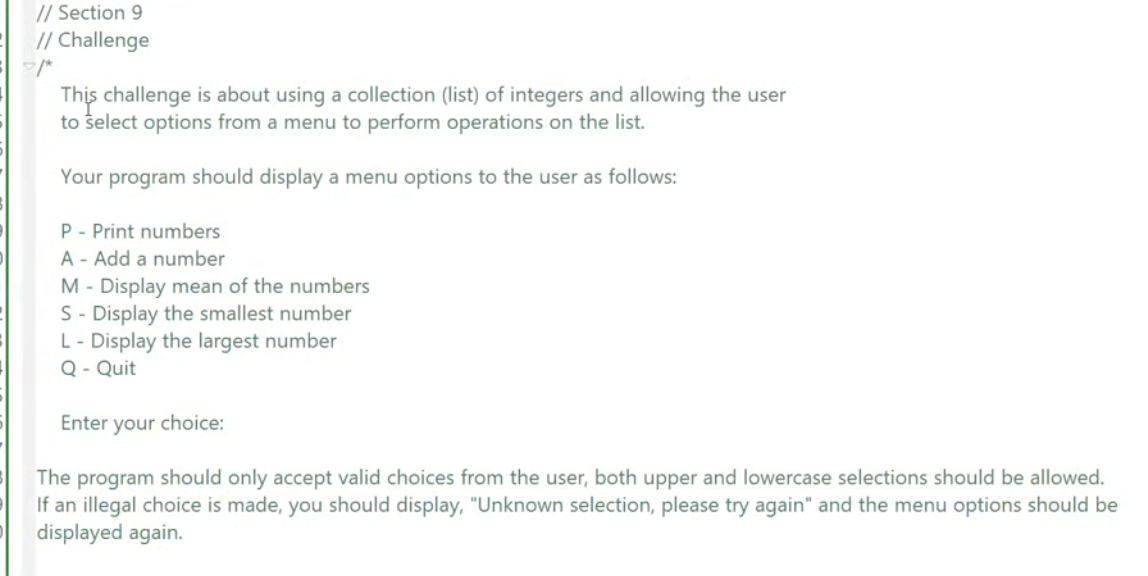 // Section 9
// Challenge
/*
This challenge is about using a collection (list) of integers and allowing the user
to select options from a menu to perform operations on the list.
Your program should display a menu options to the user as follows:
P - Print numbers
A - Add a number
M - Display mean of the numbers
S - Display the smallest number
L - Display the largest number
Q - Quit
Enter your choice:
The program should only accept valid choices from the user, both upper and lowercase selections should be allowed.
If an illegal choice is made, you should display, "Unknown selection, please try again" and the menu options should be
displayed again.